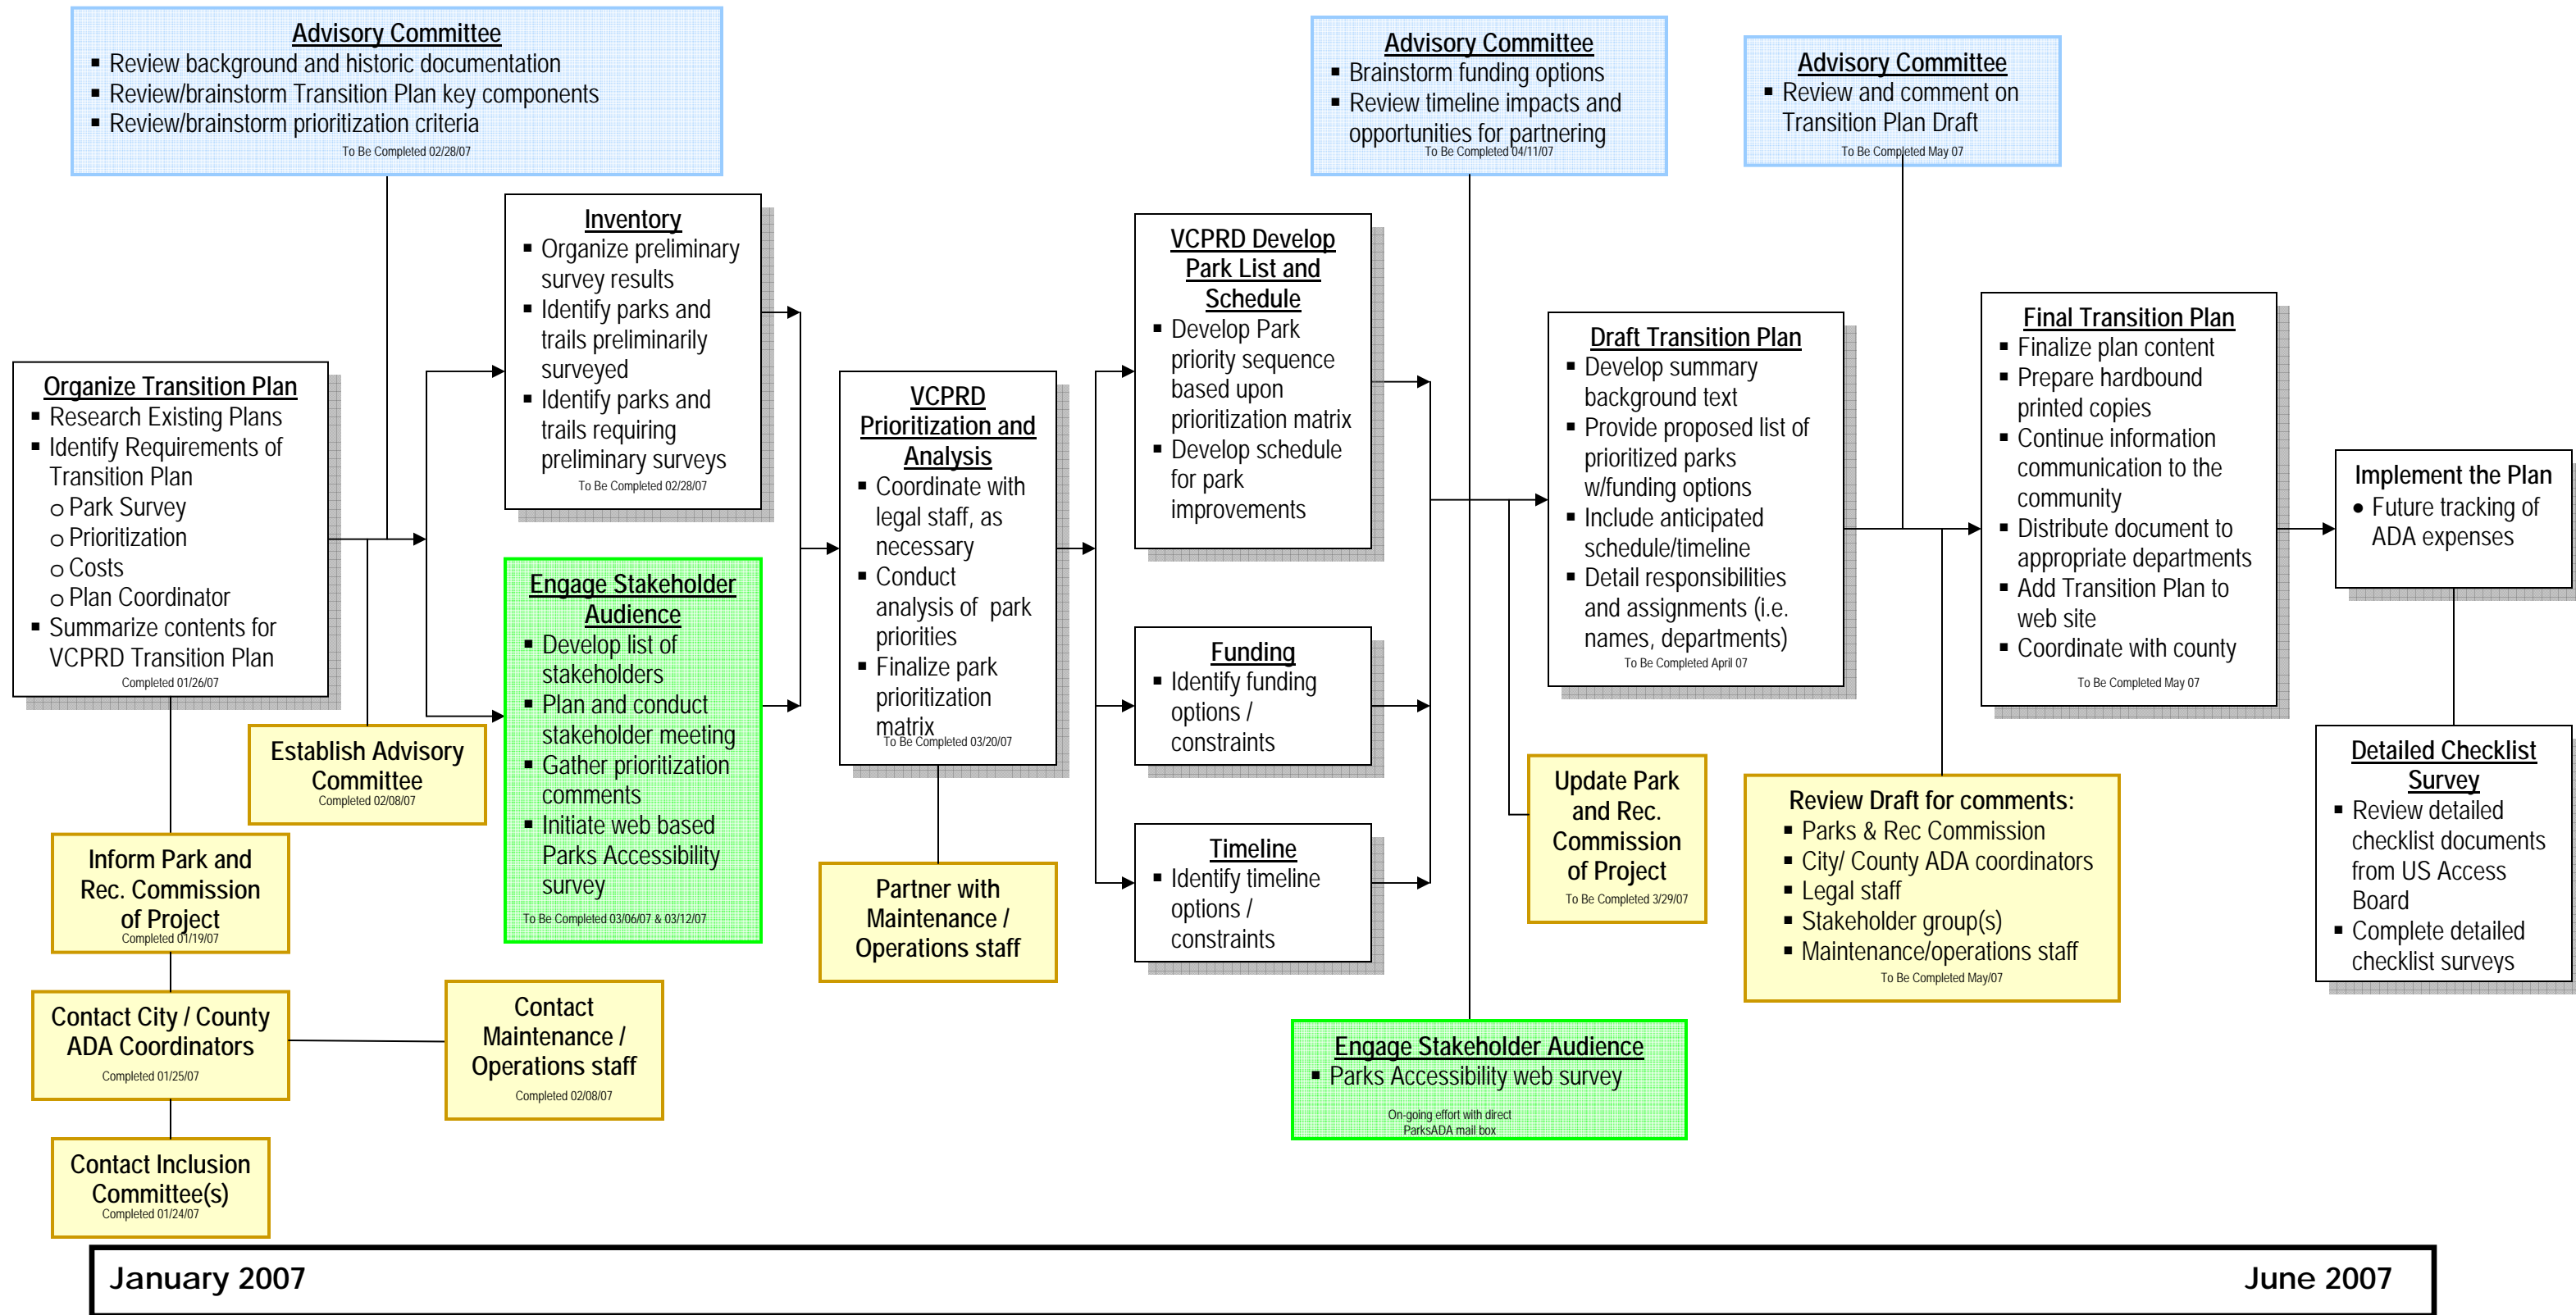 Advisory Committee
▪ Review background and historic documentation
▪ Review/brainstorm Transition Plan key components
▪ Review/brainstorm prioritization criteria
To Be Completed 02/28/07
Advisory Committee
▪ Brainstorm funding options
▪ Review timeline impacts and
opportunities for partnering
To Be Completed 04/11/07
Advisory Committee
▪ Review and comment on
Transition Plan Draft
To Be Completed May 07
Organize Transition Plan
▪ Research Existing Plans
▪ Identify Requirements of
Transition Plan
o Park Survey
o Prioritization
o Costs
o Plan Coordinator
▪ Summarize contents for
VCPRD Transition Plan
Completed 01/26/07
Inventory
▪ Organize preliminary
survey results
▪ Identify parks and
trails preliminarily
surveyed
▪ Identify parks and
trails requiring
preliminary surveys
To Be Completed 02/28/07
Engage Stakeholder
Audience
▪ Develop list of
stakeholders
▪ Plan and conduct
stakeholder meeting
▪ Gather prioritization
comments
▪ Initiate web based
Parks Accessibility
survey
To Be Completed 03/06/07 & 03/12/07
VCPRD
Prioritization and
Analysis
▪ Coordinate with
legal staff, as
necessary
▪ Conduct
analysis of park
priorities
▪ Finalize park
prioritization
matrix
To Be Completed 03/20/07
VCPRD Develop
Park List and
Schedule
▪ Develop Park
priority sequence
based upon
prioritization matrix
▪ Develop schedule
for park
improvements
Funding
▪ Identify funding
options /
constraints
Timeline
▪ Identify timeline
options /
constraints
Draft Transition Plan
▪ Develop summary
background text
▪ Provide proposed list of
prioritized parks
w/funding options
▪ Include anticipated
schedule/timeline
▪ Detail responsibilities
and assignments (i.e.
names, departments)
To Be Completed April 07
Final Transition Plan
▪ Finalize plan content
▪ Prepare hardbound
printed copies
▪ Continue information
communication to the
community
▪ Distribute document to
appropriate departments
▪ Add Transition Plan to
web site
▪ Coordinate with county
To Be Completed May 07
Implement the Plan
• Future tracking of
ADA expenses
Detailed Checklist
Survey
▪ Review detailed
checklist documents
from US Access
Board
▪ Complete detailed
checklist surveys
Establish Advisory
Committee
Completed 02/08/07
Inform Park and
Rec. Commission
of Project
Completed 01/19/07
Contact City / County
ADA Coordinators
Completed 01/25/07
Contact
Maintenance /
Operations staff
Completed 02/08/07
Contact Inclusion
Committee(s)
Completed 01/24/07
Partner with
Maintenance /
Operations staff
Update Park
and Rec.
Commission
of Project
To Be Completed 3/29/07
Review Draft for comments:
▪ Parks & Rec Commission
▪ City/ County ADA coordinators
▪ Legal staff
▪ Stakeholder group(s)
▪ Maintenance/operations staff
To Be Completed May/07
Engage Stakeholder Audience
▪ Parks Accessibility web survey
On-going effort with direct
ParksADA mail box
January 2007
June 2007